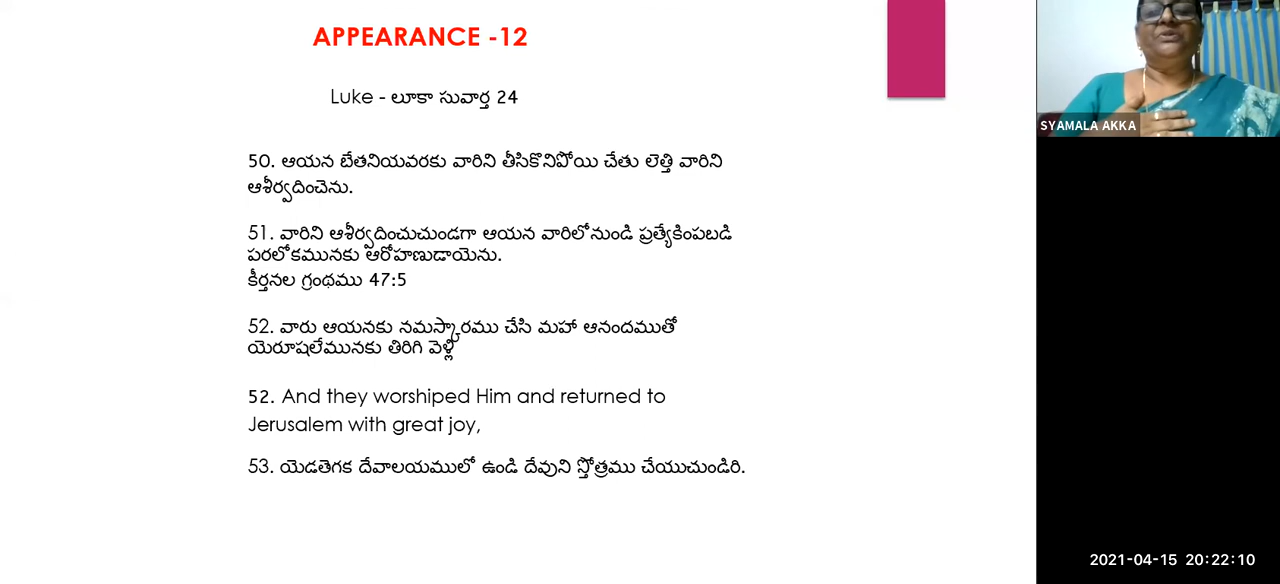 APPEARANCE -12
Luke - లూకా సువార్త 24
50. ఆయన బేతనియవరకు వారిని తీసికొనిపోయి చేతు లెత్తి వారిని
ఆశీర్వదించెను.
51. వారిని ఆశీర్వదించుచుండగా ఆయన వారిలోనుండి ప్రత్యేకింపబడి
పరలోకమునకు ఆరోహణుడాయెను.
కీర్తనల గ్రంథము 47:5
52. వారు ఆయనకు నమస్కారము చేసి మహా ఆనందముతో
యెరూషలేమునకు తిరిగి వెళ్లి
52. And they worshiped Him and returned to
Jerusalem with great joy,
53. యెడతెగక దేవాలయములో ఉండి దేవుని స్తోత్రము చేయుచుండిరి.
SYAMALA AKKA
2021-04-15 20:22:10